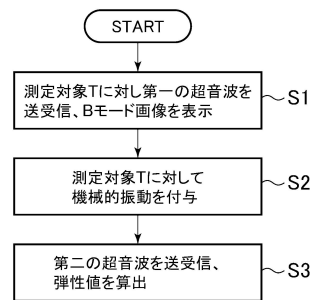 START
測定対象Tに対し第一の超音波を
送受信、Bモード画像を表示
S1
測定対象Tに対して
機械的振動を付与
S2
第二の超音波を送受信、
弾性値を算出
S3